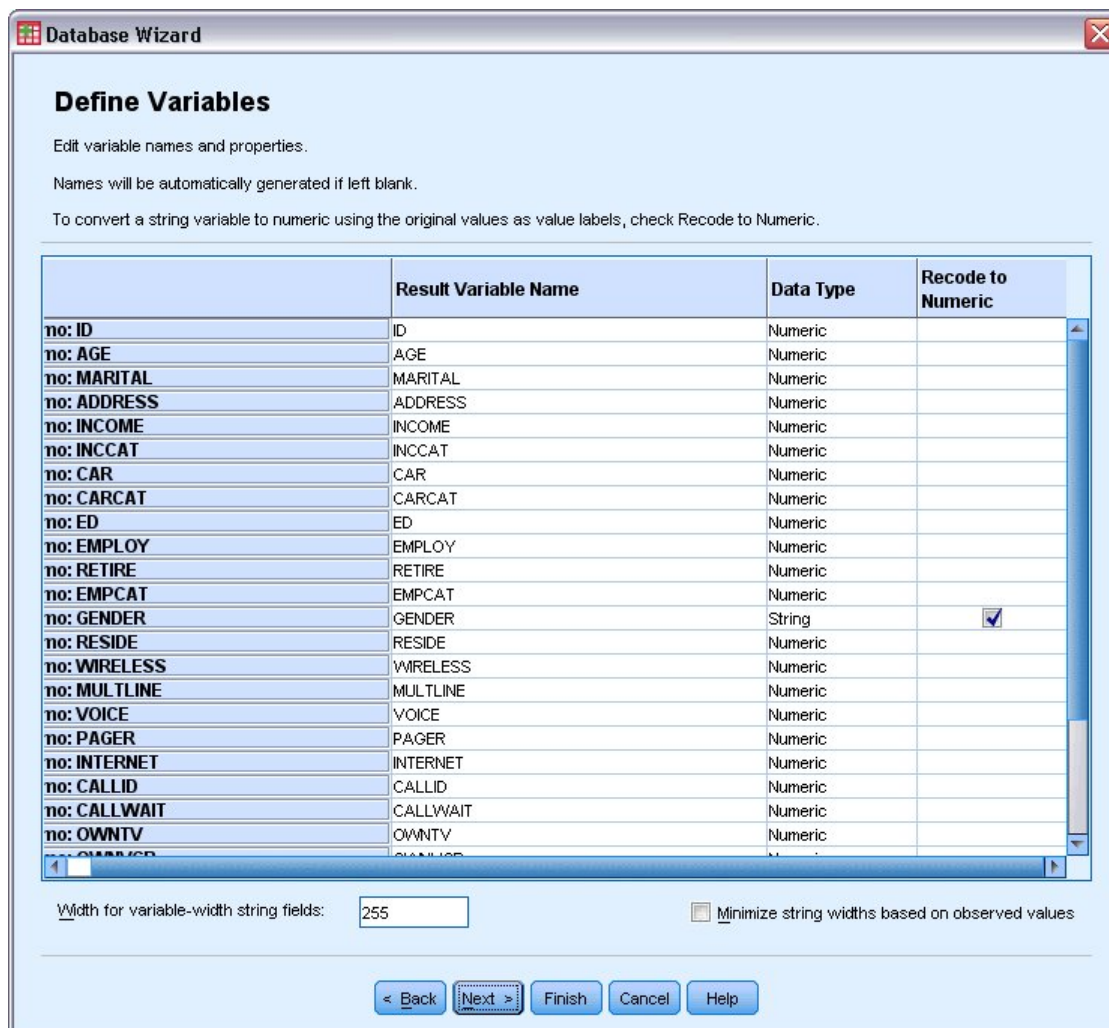 Database Wizard
Define Variables
Edit variable names and properties.
Names will be automatically generated if left blank.
To convert a string variable to numeric using the original values as value labels, check Recode to Numeric.
Result Variable Name Data Type Recode to Numeric
no: ID ID Numeric
no: AGE AGE Numeric
no: MARITAL MARITAL Numeric
no: ADDRESS ADDRESS Numeric
no: INCOME INCOME Numeric
no: INCCAT INCCAT Numeric
no: CAR CAR Numeric
no: CARCAT CARCAT Numeric
no: ED ED Numeric
no: EMPLOY EMPLOY Numeric
no: RETIRE RETIRE Numeric
no: EMPCAT EMPCAT Numeric
no: GENDER GENDER String
no: RESIDE RESIDE Numeric
no: WIRELESS WIRELESS Numeric
no: MULTLINE MULTLINE Numeric
no: VOICE VOICE Numeric
no: PAGER PAGER Numeric
no: INTERNET INTERNET Numeric
no: CALLID CALLID Numeric
no: CALLWAIT CALLWAIT Numeric
no: OWNTV OWNTV Numeric
Width for variable-width string fields: 255 Minimize string widths based on observed values
< Back Next > Finish Cancel Help